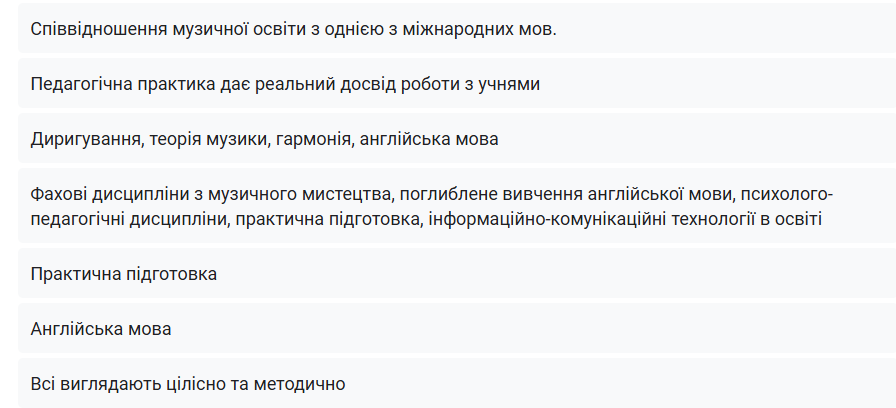 Співвідношення музичної освіти з однією з міжнародних мов.
Педагогічна практика дає реальний досвід роботи з учнями
Диригування, теорія музики, гармонія, англійська мова
Фахові дисципліни з музичного мистецтва, поглиблене вивчення англійської мови, психолого-
педагогічні дисципліни, практична підготовка, інформаційно-комунікаційні технології в освіті
Практична підготовка
Англійська мова
Всі виглядають цілісно та методично